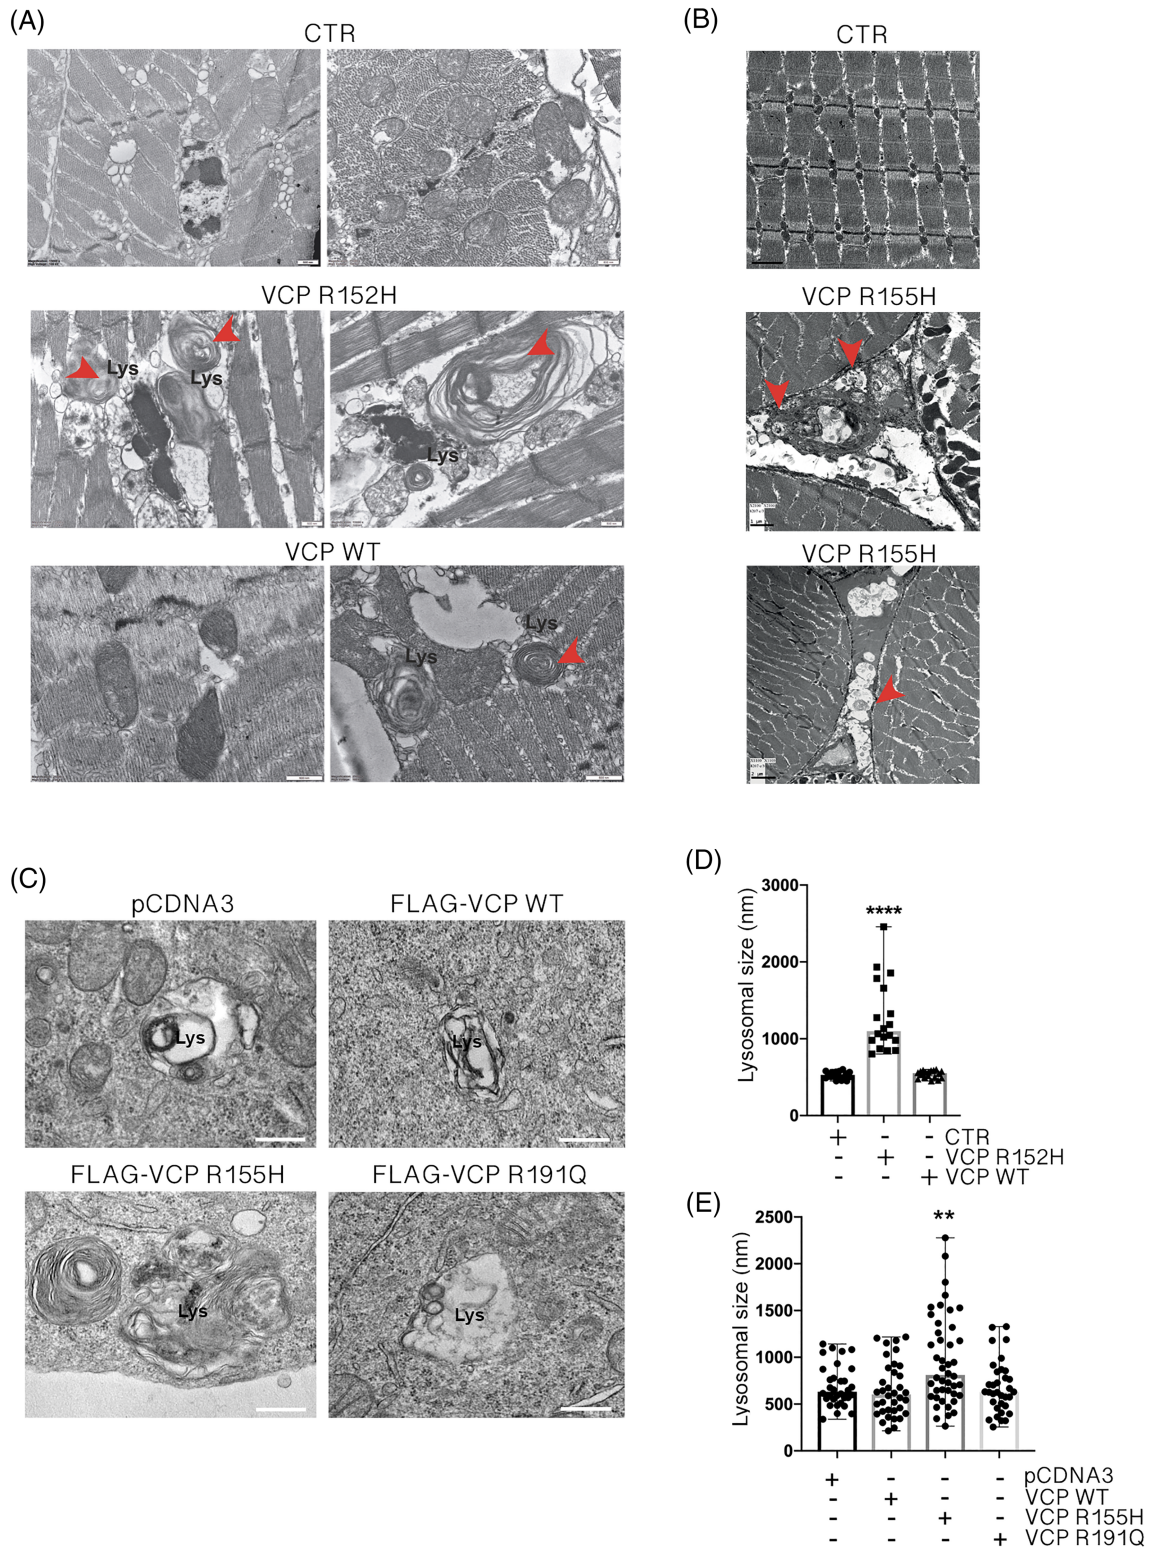 (A)
CTR
VCP R152H
Lys
Lys
Lys
VCP WT
Lys
Lys
(B)
CTR
VCP R155H
VCP R155H
(C)
pCDNA3
FLAG-VCP WT
Lys
Lys
FLAG-VCP R155H
FLAG-VCP R191Q
Lys
Lys
(D)
Lysosomal size (nm)
3000
2000
1000
0
****
+ - - CTR
- + - VCP R152H
- - + VCP WT
(E)
Lysosomal size (nm)
2500
2000
1500
1000
500
0
**
+ - - - pCDNA3
- + - - VCP WT
- - + - VCP R155H
- - - + VCP R191Q